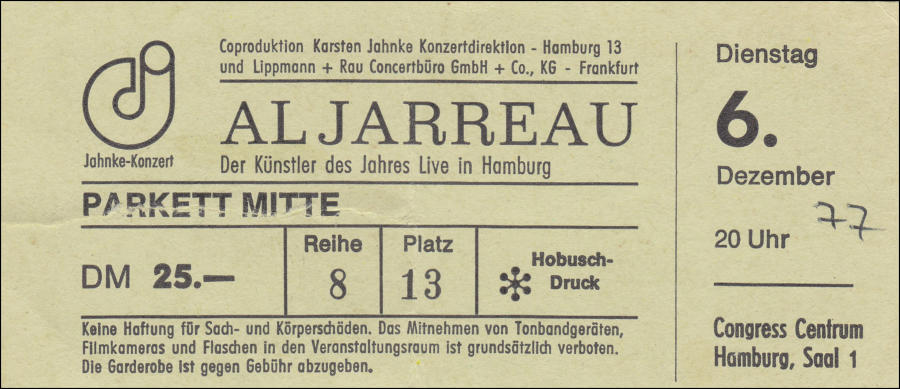 Coproduktion Karsten Jahnke Konzertdirektion - Hamburg 13
und Lippmann + Rau Concertbüro GmbH + Co., KG - Frankfurt
Jahnke-Konzert
AL JARREAU
Der Künstler des Jahres Live in Hamburg
PARKETT MITTE
DM 25.—
Reihe
8
Platz
13
Hobusch-
Druck
Keine Haftung für Sach- und Körperschäden. Das Mitnehmen von Tonbandgeräten,
Filmkameras und Flaschen in den Veranstaltungsraum ist grundsätzlich verboten.
Die Garderobe ist gegen Gebühr abzugeben.
Dienstag
6.
Dezember
77
20 Uhr
Congress Centrum
Hamburg, Saal 1